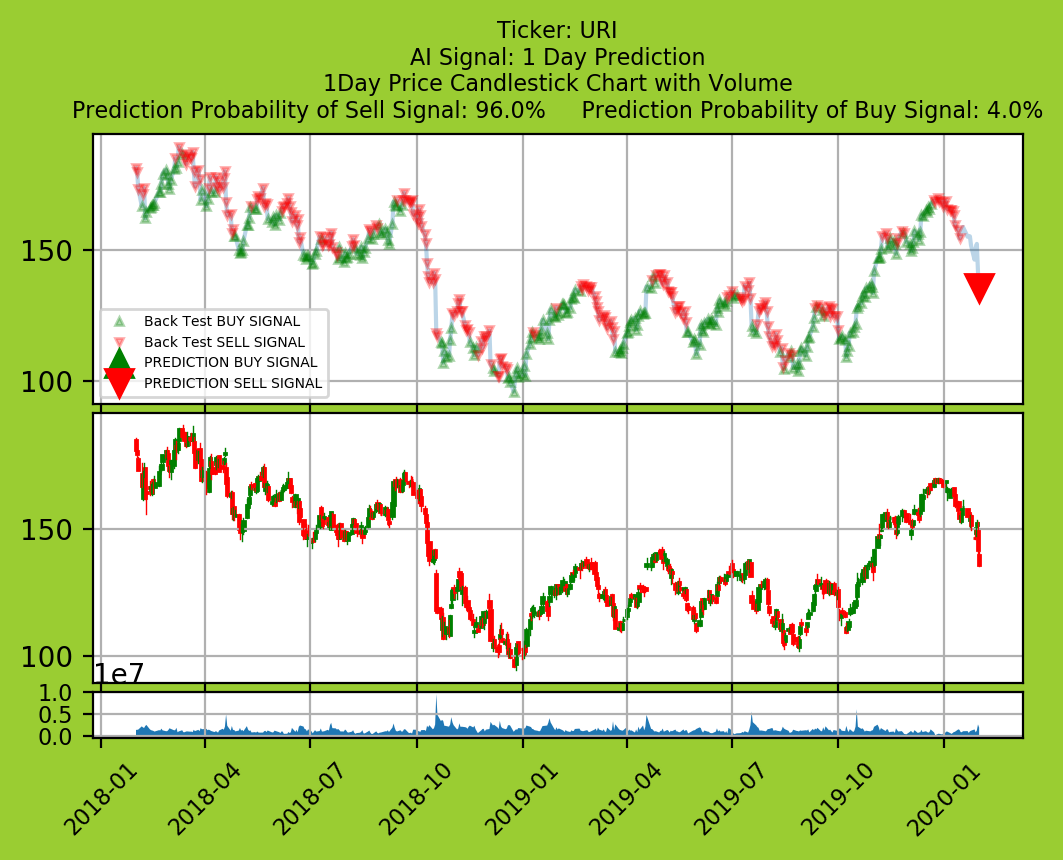 Ticker: URI
AI Signal: 1 Day Prediction
1Day Price Candlestick Chart with Volume
Prediction Probability of Sell Signal: 96.0%     Prediction Probability of Buy Signal: 4.0%
150
100
Back Test BUY SIGNAL
Back Test SELL SIGNAL
PREDICTION BUY SIGNAL
PREDICTION SELL SIGNAL
150
100
1e7
1.0
0.5
0.0
2018-01
2018-04
2018-07
2018-10
2019-01
2019-04
2019-07
2019-10
2020-01